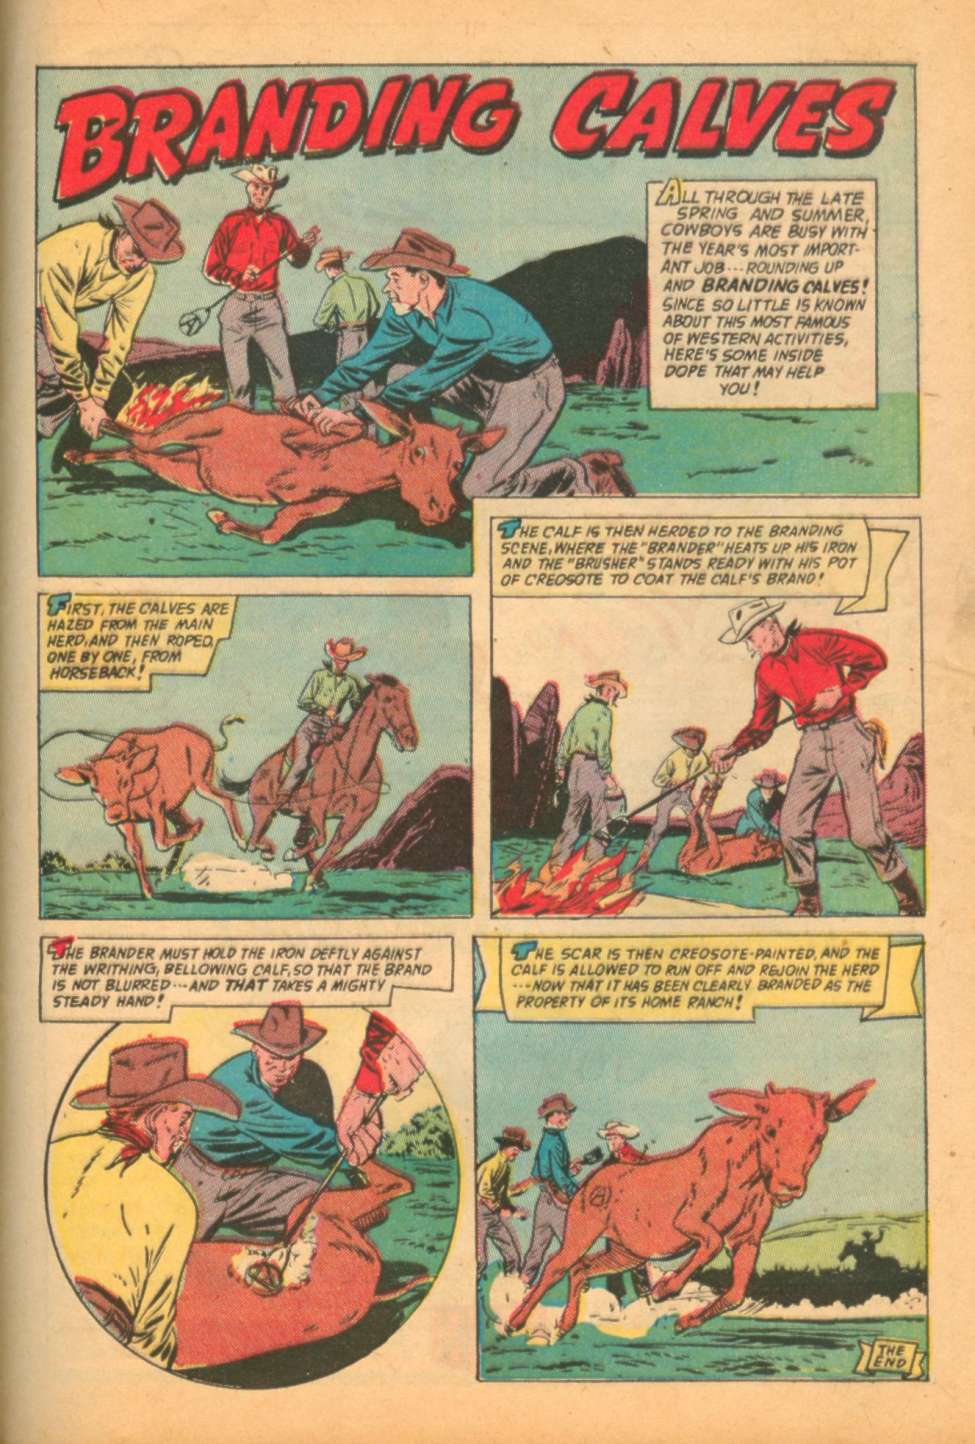 BRANDING CALVES
ALL THROUGH THE LATE
SPRING AND SUMMER,
COWBOYS ARE BUSY WITH
THE YEAR'S MOST IMPORT-
ANT JOB---ROUNDING UP
AND BRANDING CALVES!
SINCE SO LITTLE IS KNOWN
ABOUT THIS MOST FAMOUS
OF WESTERN ACTIVITIES,
HERE'S SOME INSIDE
DOPE THAT MAY HELP
YOU!
FIRST, THE CALVES ARE
HAZED FROM THE MAIN
HERD, AND THEN ROPED,
ONE BY ONE, FROM
HORSEBACK!
THE CALF IS THEN HERDED TO THE BRANDING
SCENE, WHERE THE "BRANDER" HEATS UP HIS IRON
AND THE "BRUSHER" STANDS READY WITH HIS POT
OF CREOSOTE TO COAT THE CALF'S BRAND!
THE BRANDER MUST HOLD THE IRON DEFTLY AGAINST
THE WRITHING, BELLOWING CALF, SO THAT THE BRAND
IS NOT BLURRED---AND THAT TAKES A MIGHTY
STEADY HAND!
THE SCAR IS THEN CREOSOTE-PAINTED, AND THE
CALF IS ALLOWED TO RUN OFF AND REJOIN THE HERD
---NOW THAT IT HAS BEEN CLEARLY BRANDED AS THE
PROPERTY OF ITS HOME RANCH!
A
THE
END